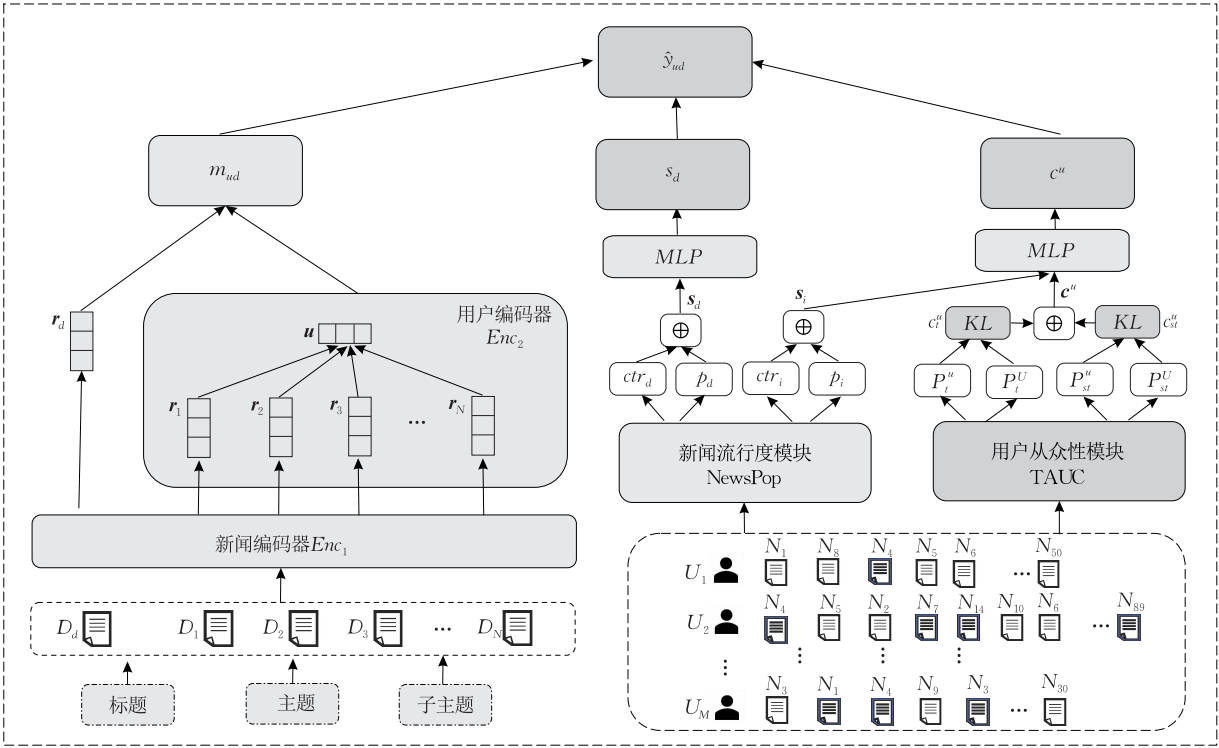 ŷ_ud
m_ud
s_d
c^u
MLP
MLP
r_d
用户编码器
Enc_2
u
s_d
s_i
c^u
c_t^u
KL
⊕
KL
c_st^u
⊕
⊕
r_1
r_2
r_3
...
r_N
ctr_d
p_d
ctr_i
p_i
P_t^u
P_t^U
P_st^u
P_st^U
新闻流行度模块
NewsPop
用户从众性模块
TAUC
新闻编码器Enc_1
D_d
D_1
D_2
D_3
...
D_N
标题
主题
子主题
U_1 N_1 N_8 N_4 N_5 N_6 ... N_50
U_2 N_4 N_5 N_2 N_7 N_14 N_10 N_6 ... N_89
⋮ ⋮ ⋮ ⋮
U_M N_3 N_1 N_4 N_9 N_3 ... N_30